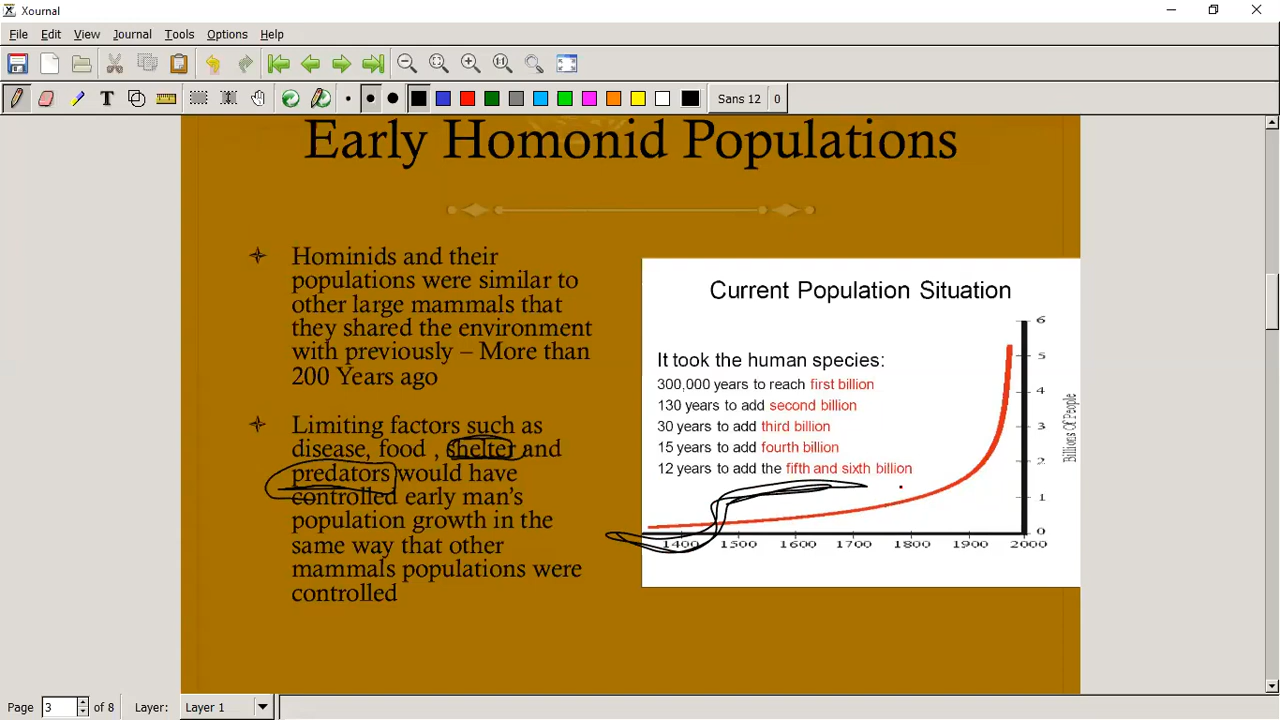 Xournal
File Edit View Journal Tools Options Help
Sans 12 0
Early Homonid Populations
Hominids and their
populations were similar to
other large mammals that
they shared the environment
with previously – More than
200 Years ago
Limiting factors such as
disease, food , shelter and
predators would have
controlled early man's
population growth in the
same way that other
mammals populations were
controlled
Current Population Situation
It took the human species:
300,000 years to reach first billion
130 years to add second billion
30 years to add third billion
15 years to add fourth billion
12 years to add the fifth and sixth billion
6
5
4
3
2
1
0
Billions Of People
1400 1500 1600 1700 1800 1900 2000
Page 3 of 8 Layer: Layer 1